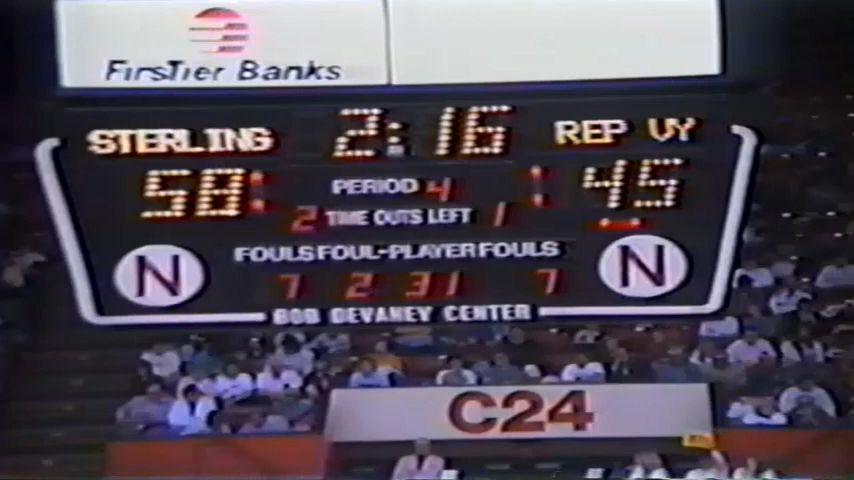 FirsTier Banks
STERLING 2:16 REP VY
58 PERIOD 4 45
2 TIME OUTS LEFT 1
FOULS FOUL-PLAYER FOULS
N 7 2 31 7 N
BOB DEVANEY CENTER
C24